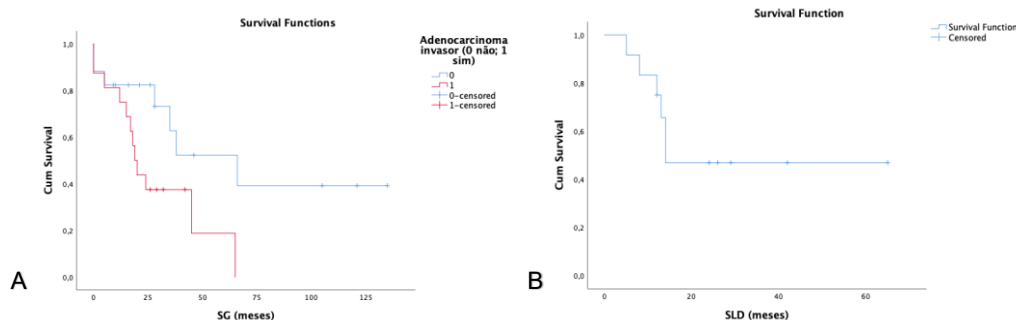 Survival Functions
Adenocarcinoma
invasor (0 não; 1
sim)
0
1
0-censored
1-censored
Cum Survival
1,0
0,8
0,6
0,4
0,2
0,0
0
25
50
75
100
125
SG (meses)
A
Survival Function
Survival Function
Censored
Cum Survival
1,0
0,8
0,6
0,4
0,2
0,0
0
20
40
60
SLD (meses)
B